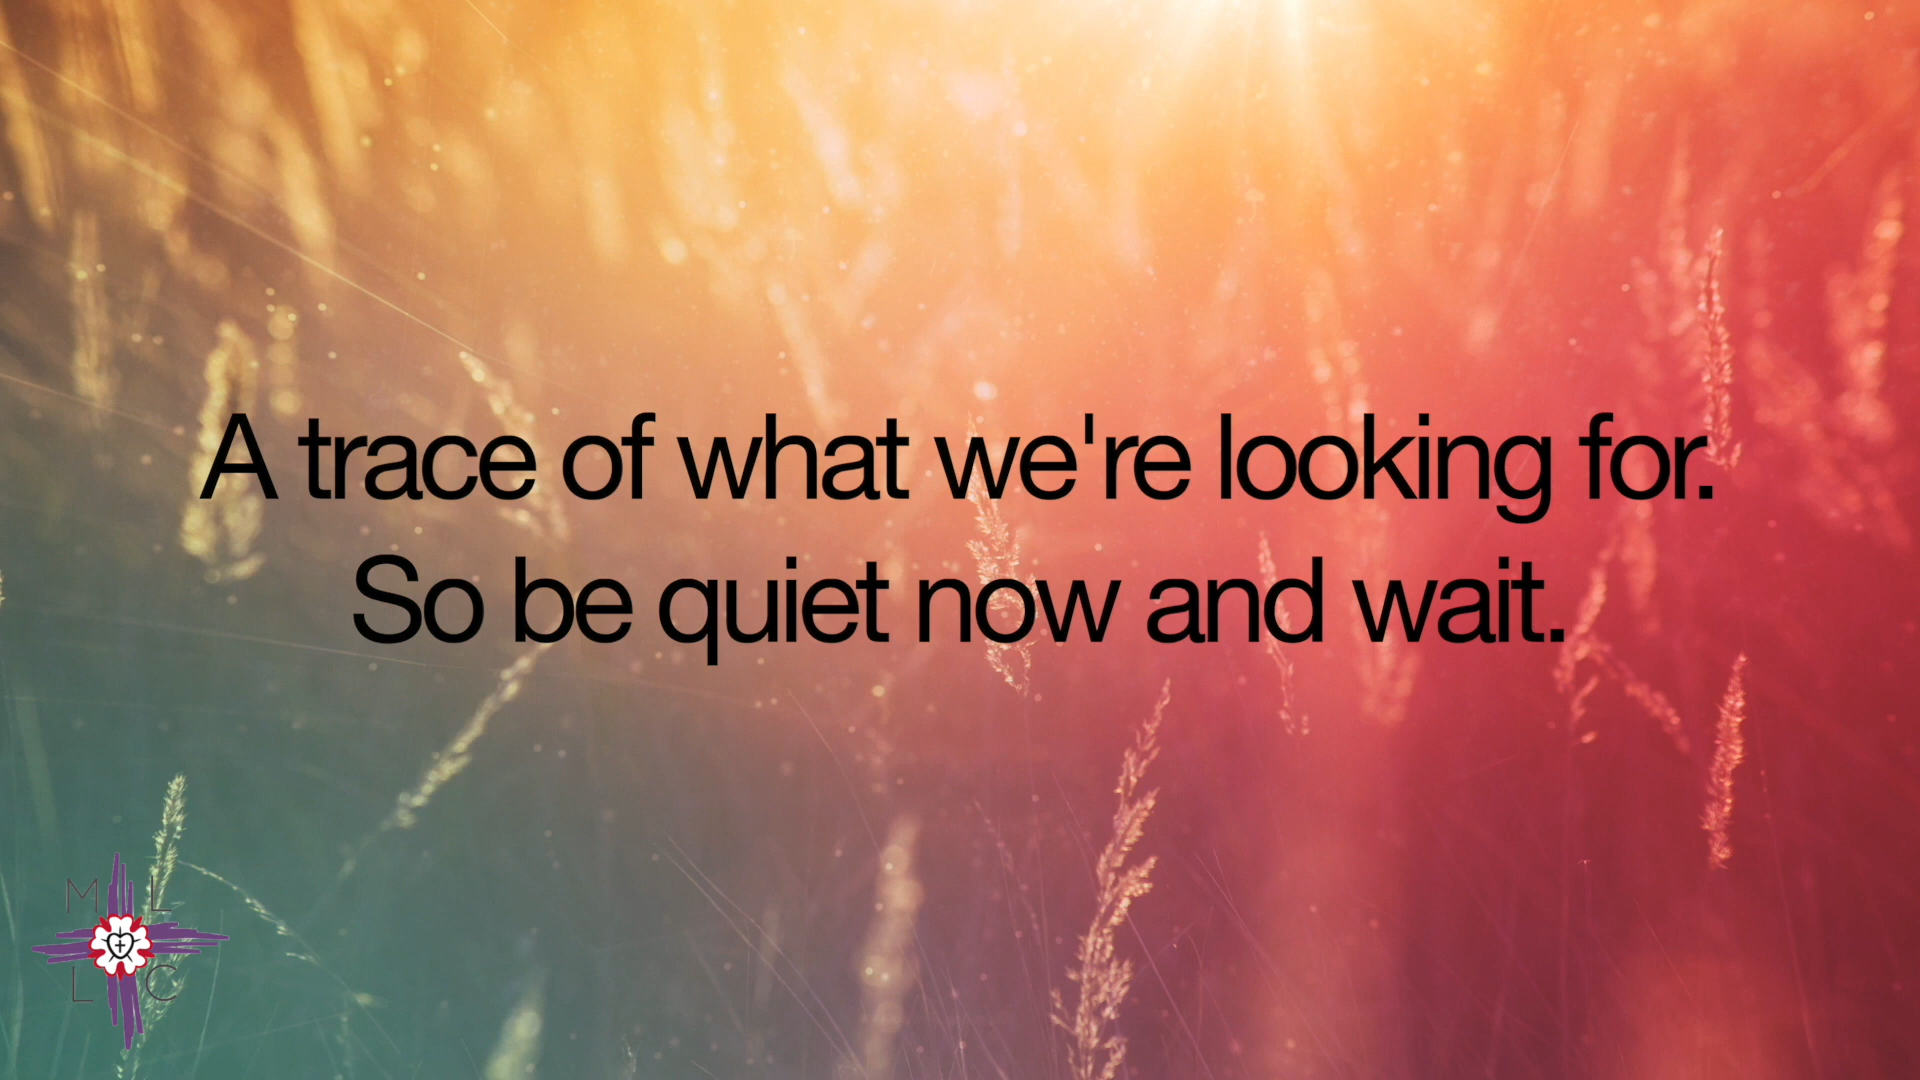 A trace of what we're looking for.
So be quiet now and wait.
M L
L C